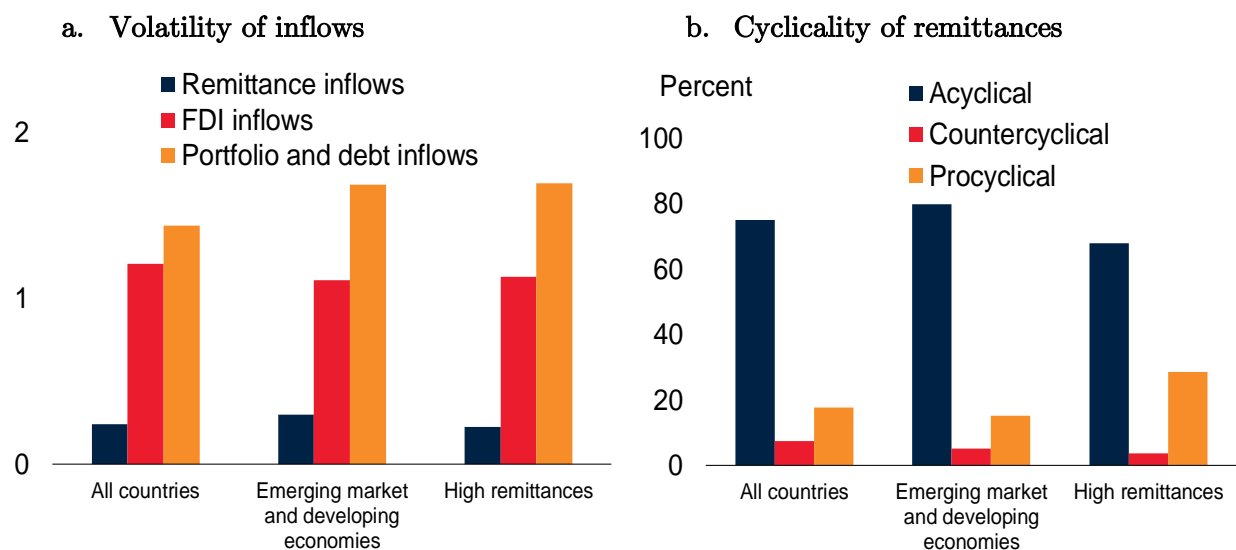 a. Volatility of inflows
Remittance inflows
FDI inflows
Portfolio and debt inflows
2
1
0
All countries
Emerging market
and developing
economies
High remittances
b. Cyclicality of remittances
Percent
Acyclical
Countercyclical
Procyclical
100
80
60
40
20
0
All countries
Emerging market
and developing
economies
High remittances